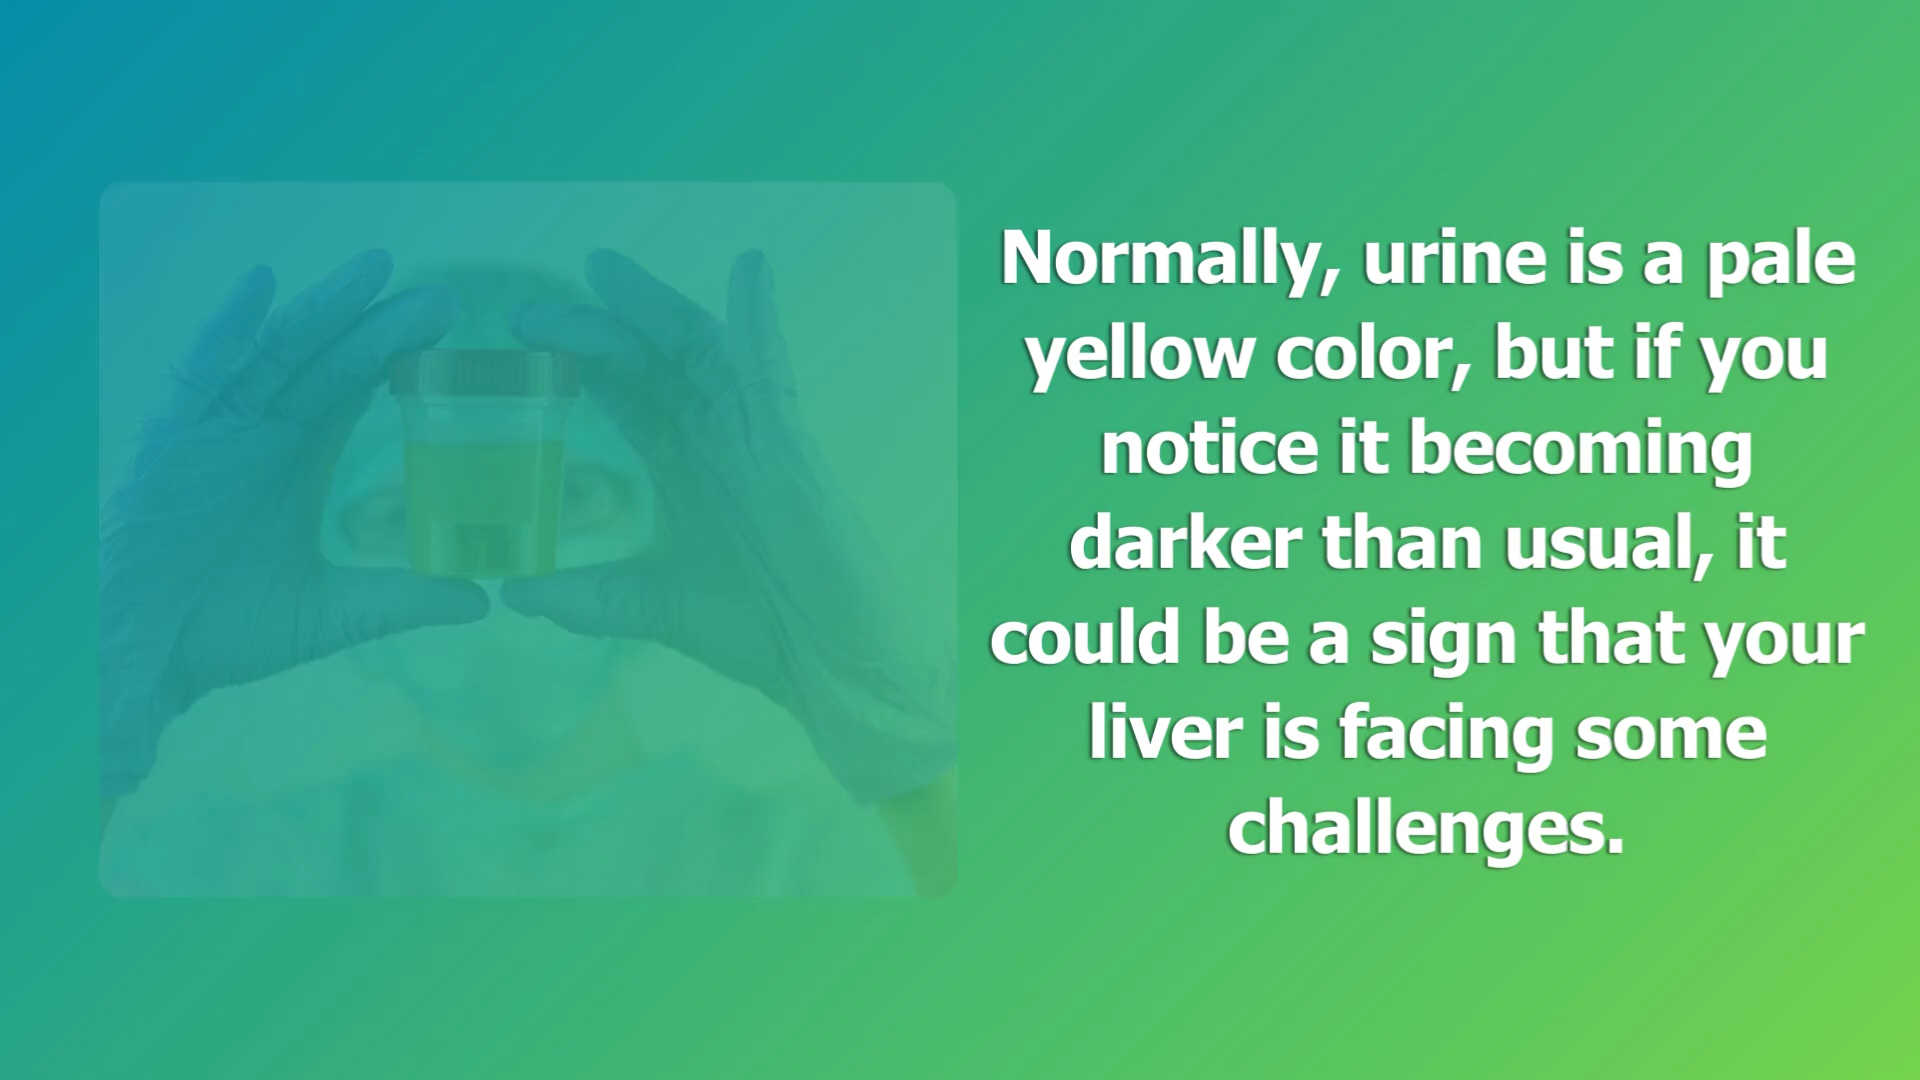 Normally, urine is a pale
yellow color, but if you
notice it becoming
darker than usual, it
could be a sign that your
liver is facing some
challenges.